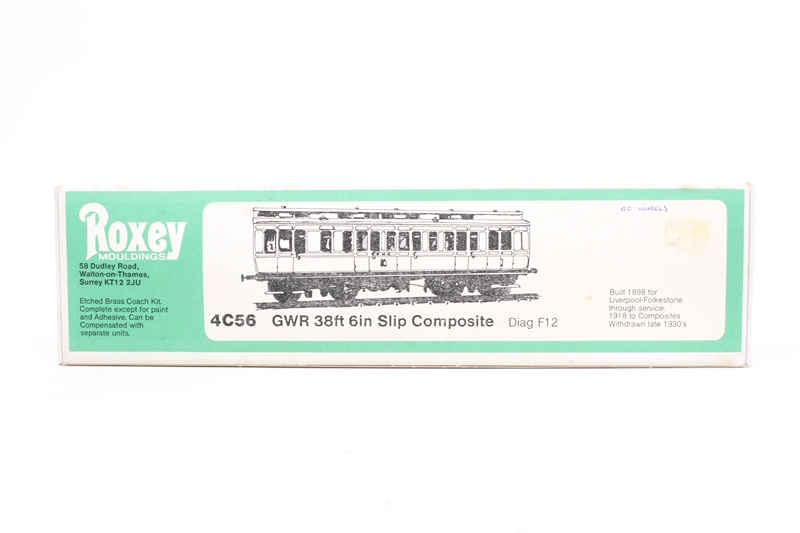 Roxey
MOULDINGS
58 Dudley Road,
Walton-on-Thames,
Surrey KT12 2JU
Etched Brass Coach Kit.
Complete except for paint
and Adhesive. Can be
Compensated with
separate units.
4C56 GWR 38ft 6in Slip Composite Diag F12
Built 1898 for
Liverpool-Folkestone
through service.
1918 to Composites
Withdrawn late 1930's